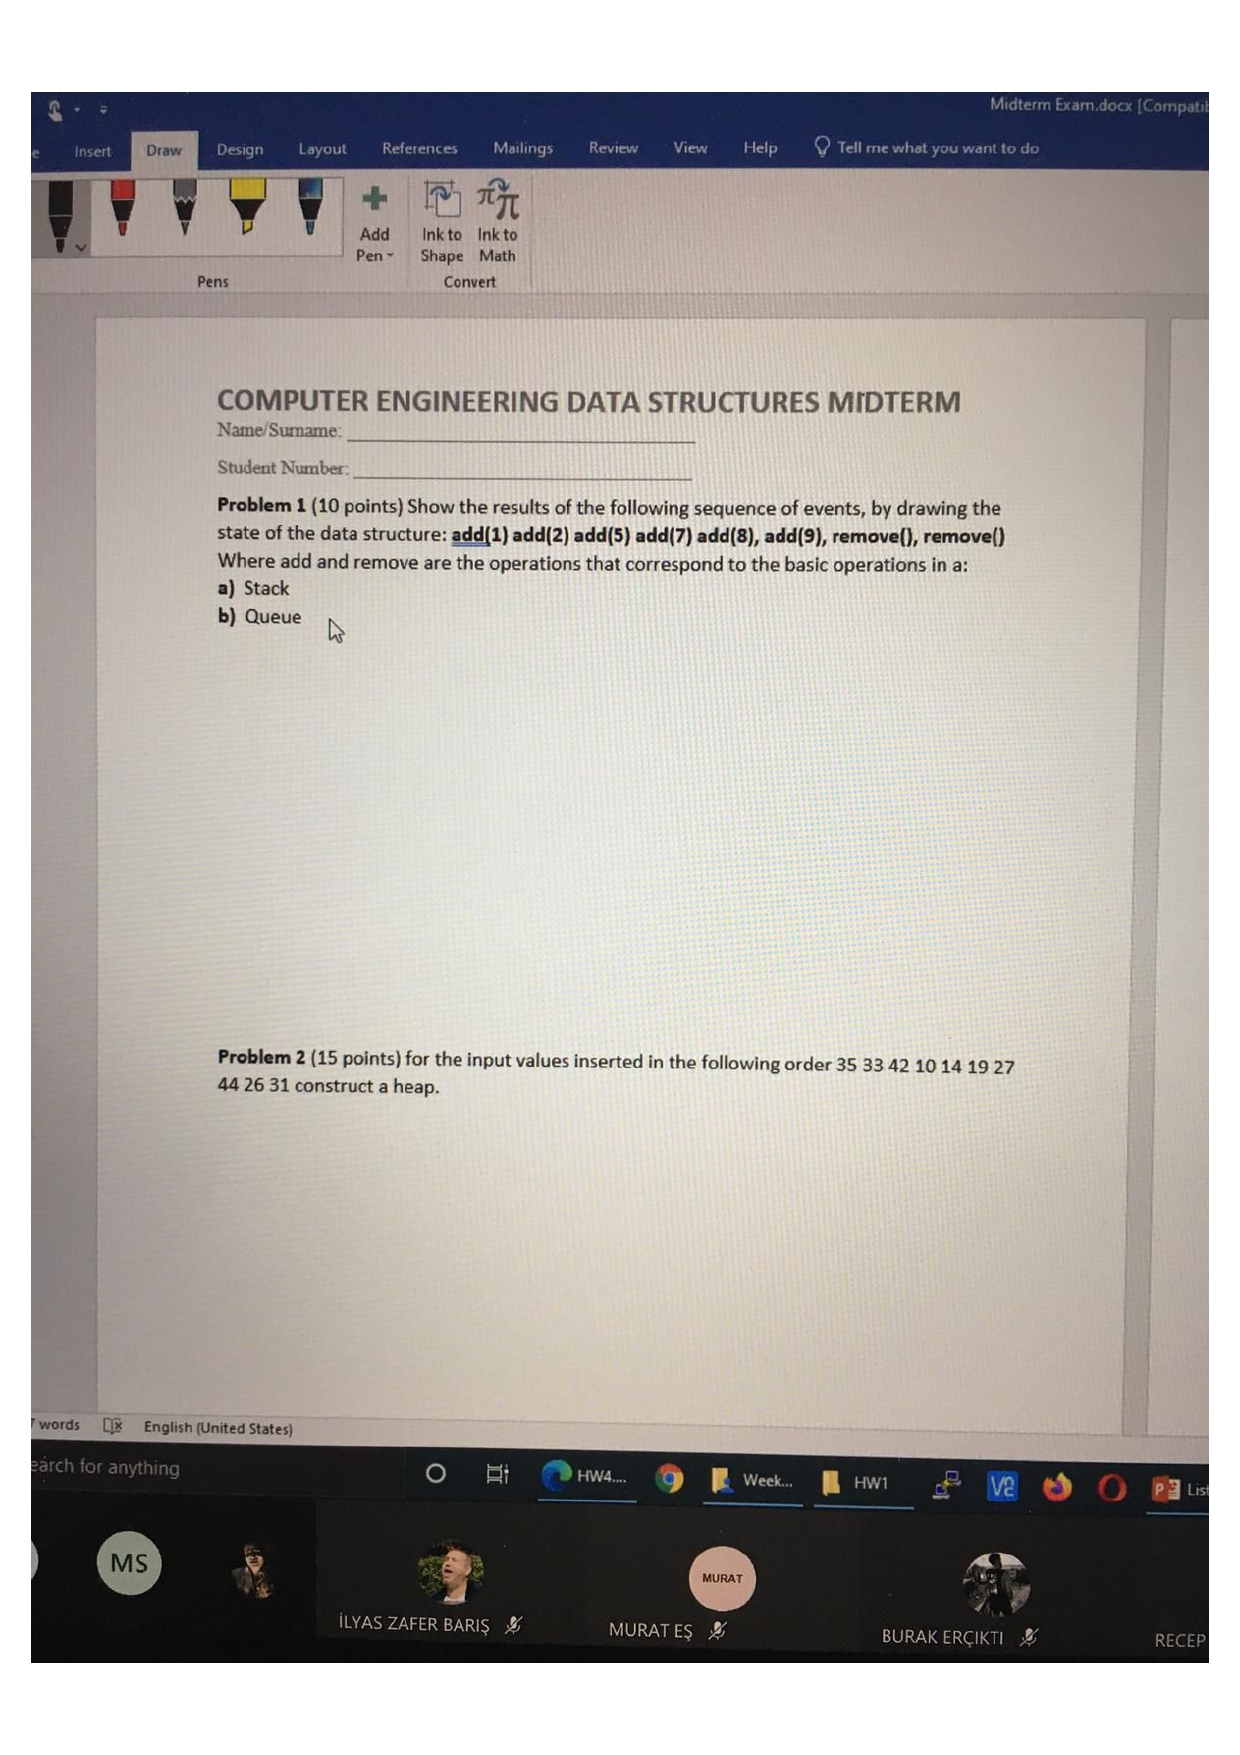 Midterm Exam.docx [Compatib
e Insert Draw Design Layout References Mailings Review View Help Tell me what you want to do
Add Pen
Ink to Shape
Ink to Math
Pens
Convert
COMPUTER ENGINEERING DATA STRUCTURES MIDTERM
Name/Surname:
Student Number:
Problem 1 (10 points) Show the results of the following sequence of events, by drawing the
state of the data structure: add(1) add(2) add(5) add(7) add(8), add(9), remove(), remove()
Where add and remove are the operations that correspond to the basic operations in a:
a) Stack
b) Queue
Problem 2 (15 points) for the input values inserted in the following order 35 33 42 10 14 19 27
44 26 31 construct a heap.
7 words English (United States)
earch for anything HW4.... Week... HW1 List
MS
MURAT
İLYAS ZAFER BARIŞ MURAT EŞ BURAK ERÇIKTI RECEP